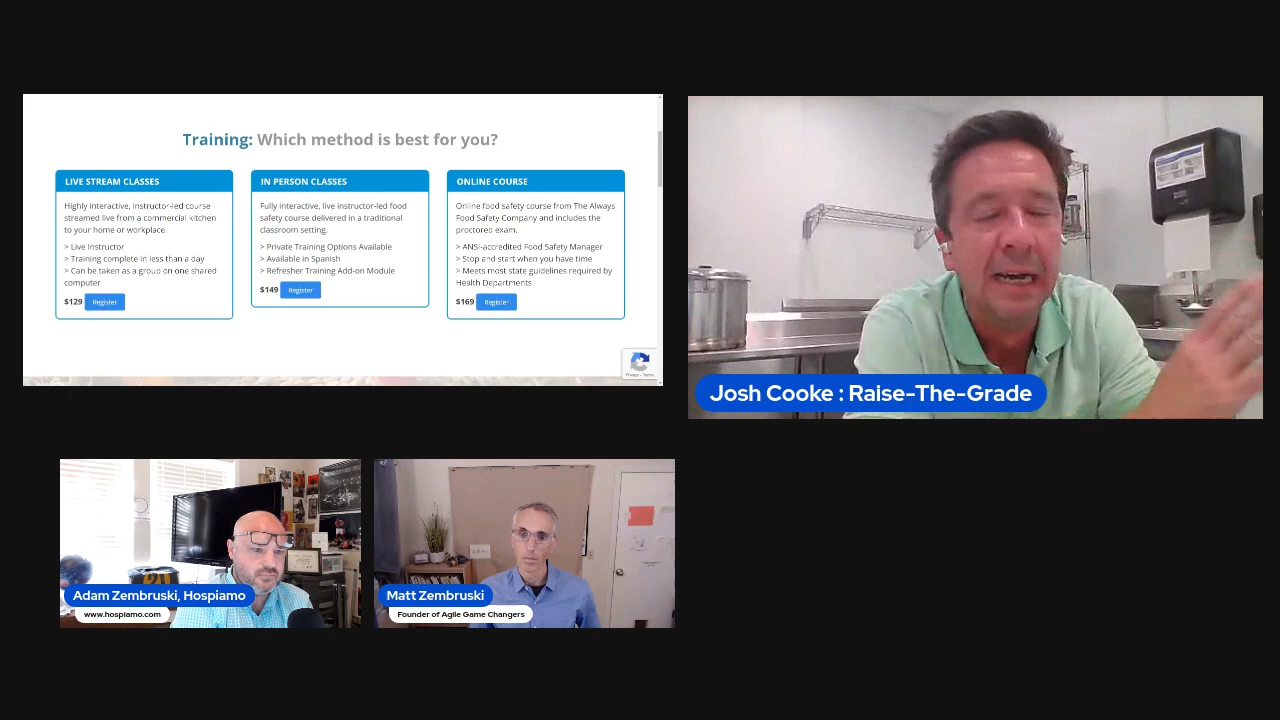 Training: Which method is best for you?
LIVE STREAM CLASSES
Highly interactive, instructor-led course
streamed live from a commercial kitchen
to your home or workplace.
> Live Instructor
> Training complete in less than a day
> Can be taken as a group on one shared
computer
$129 Register
IN PERSON CLASSES
Fully interactive, live instructor-led food
safety course delivered in a traditional
classroom setting.
> Private Training Options Available
> Available in Spanish
> Refresher Training Add-on Module
$149 Register
ONLINE COURSE
Online food safety course from The Always
Food Safety Company and includes the
proctored exam.
> ANSI-accredited Food Safety Manager
> Stop and start when you have time
> Meets most state guidelines required by
Health Departments
$169 Register
Privacy - Terms
Josh Cooke : Raise-The-Grade
Adam Zembruski, Hospiamo
www.hospiamo.com
Matt Zembruski
Founder of Agile Game Changers